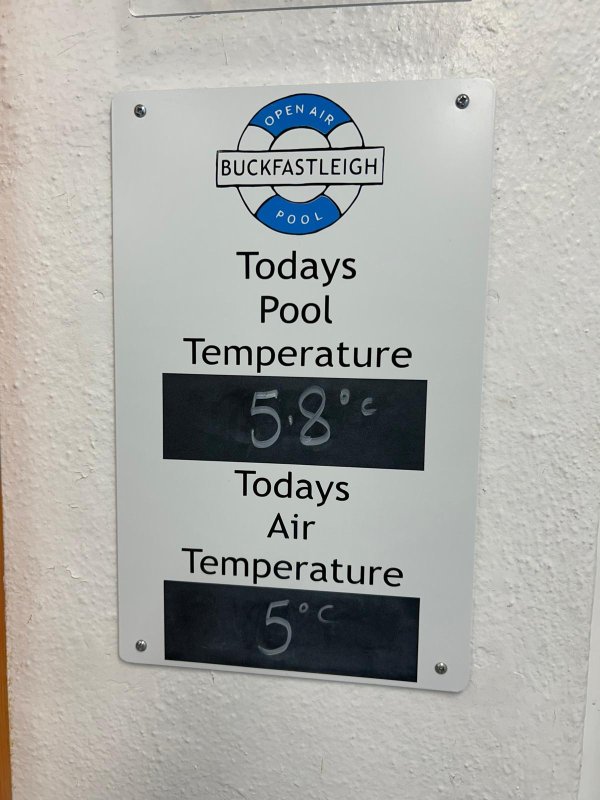 OPEN AIR
BUCKFASTLEIGH
POOL
Todays
Pool
Temperature
5.8°c
Todays
Air
Temperature
5°c